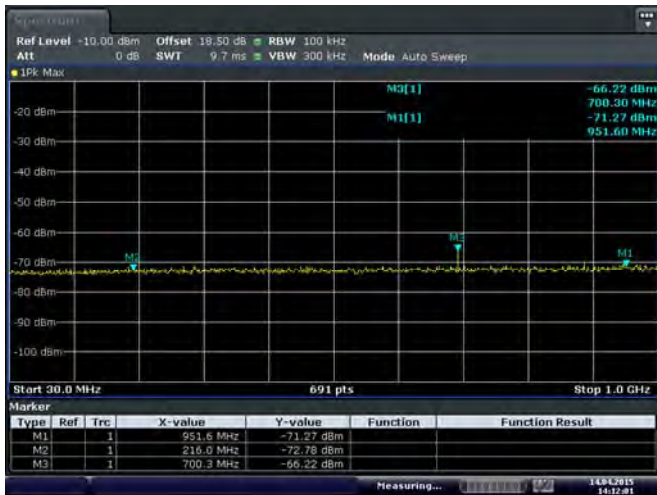 Spectrum
Ref Level -10.00 dBm Offset 18.50 dB RBW 100 kHz
Att 0 dB SWT 9.7 ms VBW 300 kHz Mode Auto Sweep
1Pk Max
M3[1] -66.22 dBm
700.30 MHz
-20 dBm
M1[1] -71.27 dBm
951.60 MHz
-30 dBm
-40 dBm
-50 dBm
-60 dBm
M3
M2
M1
-70 dBm
-80 dBm
-90 dBm
-100 dBm
Start 30.0 MHz 691 pts Stop 1.0 GHz
Marker
Type Ref Trc X-value Y-value Function Function Result
M1 1 951.6 MHz -71.27 dBm
M2 1 216.0 MHz -72.78 dBm
M3 1 700.3 MHz -66.22 dBm
Measuring... 14.04.2015
14:12:01